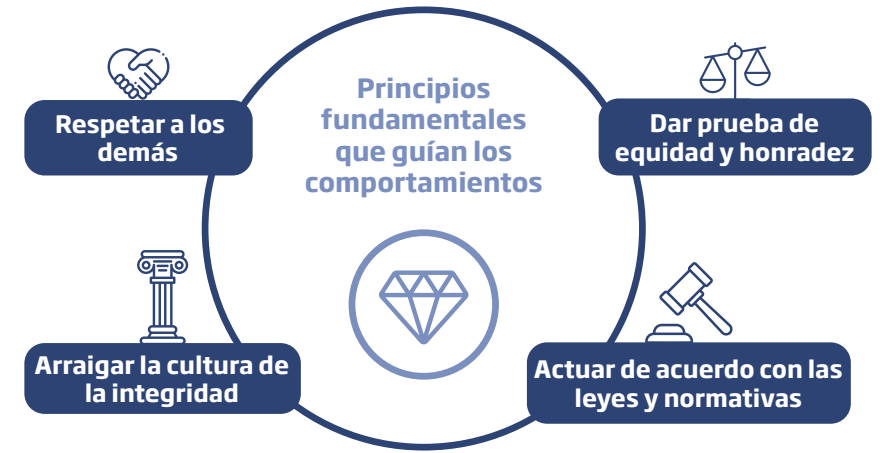 Principios
fundamentales
que guían los
comportamientos
Respetar a los
demás
Dar prueba de
equidad y honradez
Arraigar la cultura de
la integridad
Actuar de acuerdo con las
leyes y normativas